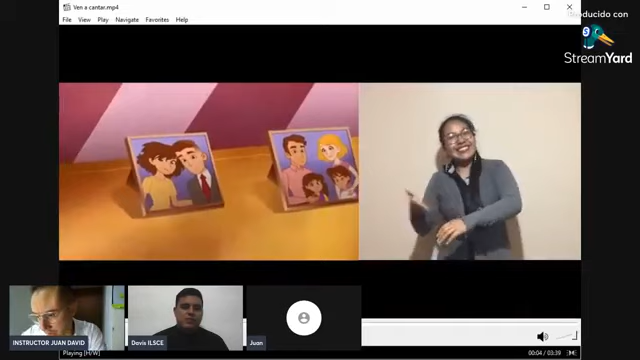 Ven a cantar.mp4
File View Play Navigate Favorites Help
oducido con
StreamYard
INSTRUCTOR JUAN DAVID
Davis ILSCE
Juan
Playing [H/W]
00:04 / 03:39